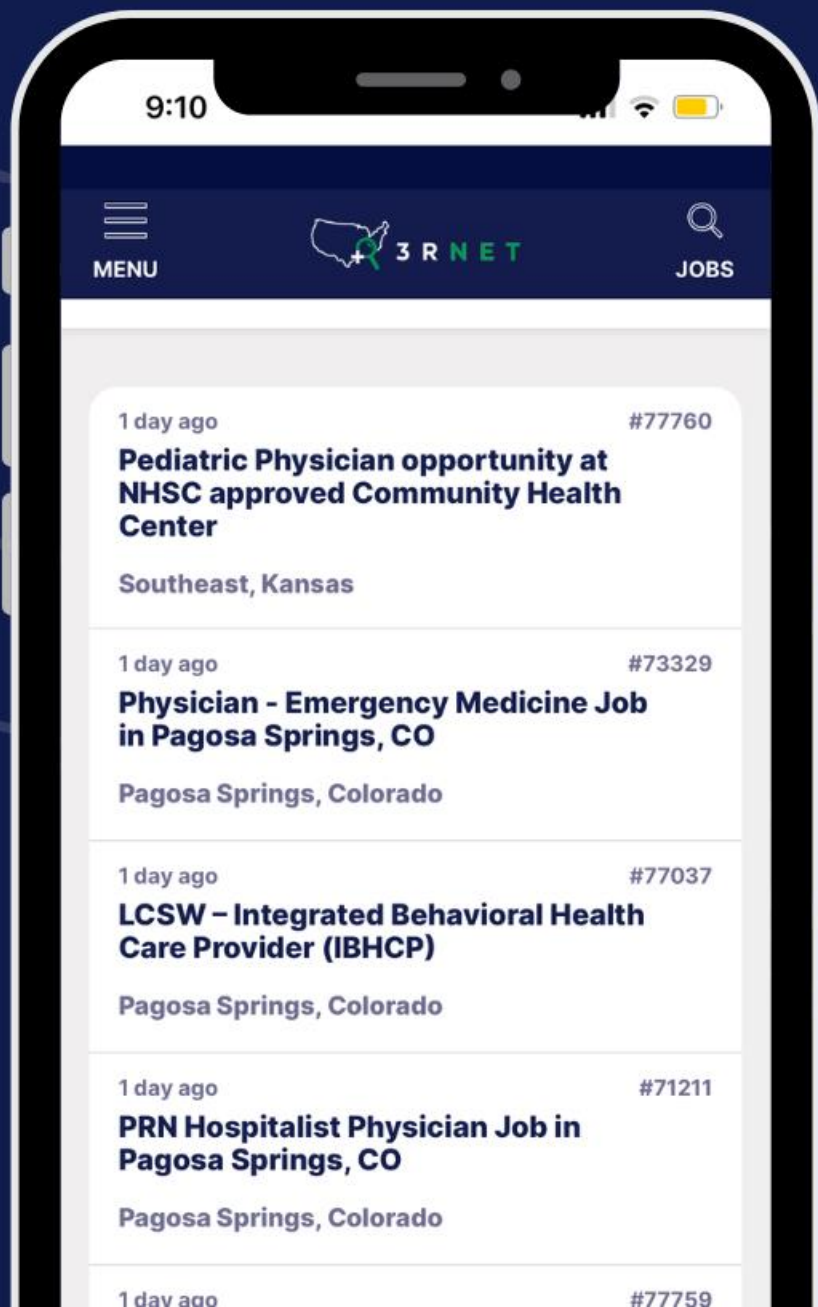 9:10
MENU
3RNET
JOBS
1 day ago #77760
Pediatric Physician opportunity at
NHSC approved Community Health
Center
Southeast, Kansas
1 day ago #73329
Physician - Emergency Medicine Job
in Pagosa Springs, CO
Pagosa Springs, Colorado
1 day ago #77037
LCSW – Integrated Behavioral Health
Care Provider (IBHCP)
Pagosa Springs, Colorado
1 day ago #71211
PRN Hospitalist Physician Job in
Pagosa Springs, CO
Pagosa Springs, Colorado
1 day ago #77759